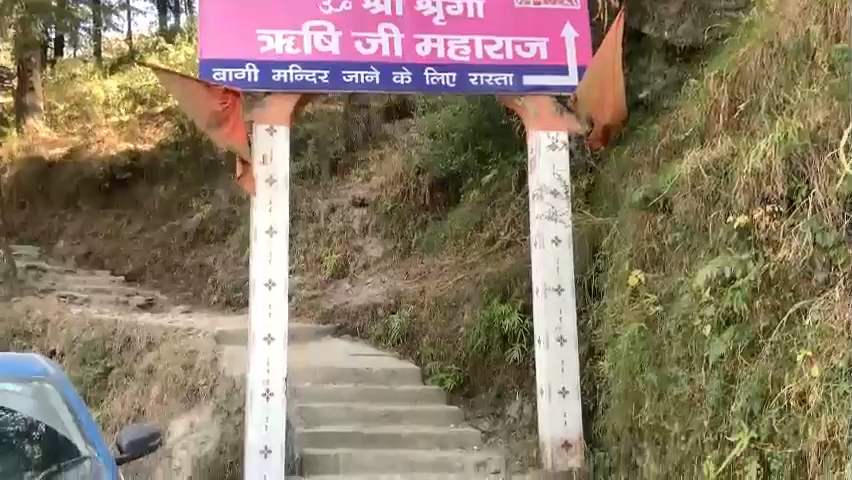 ॐ श्री श्रृंगा
ऋषि जी महाराज
बागी मन्दिर जाने के लिए रास्ता